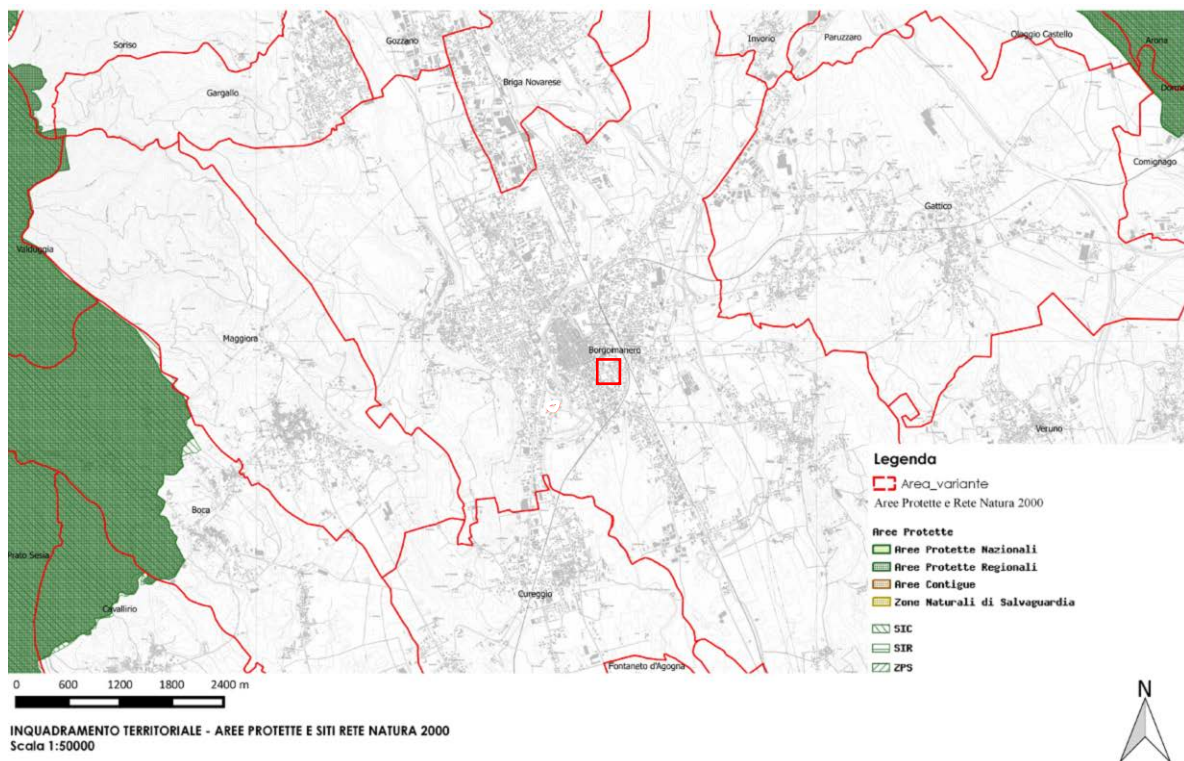 Soriso
Gozzano
Invorio
Paruzzaro
Oleggio Castello
Arona
Gargallo
Briga Novarese
Comignago
Gattico
Valduggia
Maggiora
Borgomanero
Veruno
Boca
Prato Sesia
Cureggio
Cavallirio
Fontaneto d'Agogna
Legenda
Area_variante
Aree Protette e Rete Natura 2000
Aree Protette
Aree Protette Nazionali
Aree Protette Regionali
Aree Contigue
Zone Naturali di Salvaguardia
SIC
SIR
ZPS
0 600 1200 1800 2400 m
N
INQUADRAMENTO TERRITORIALE - AREE PROTETTE E SITI RETE NATURA 2000
Scala 1:50000